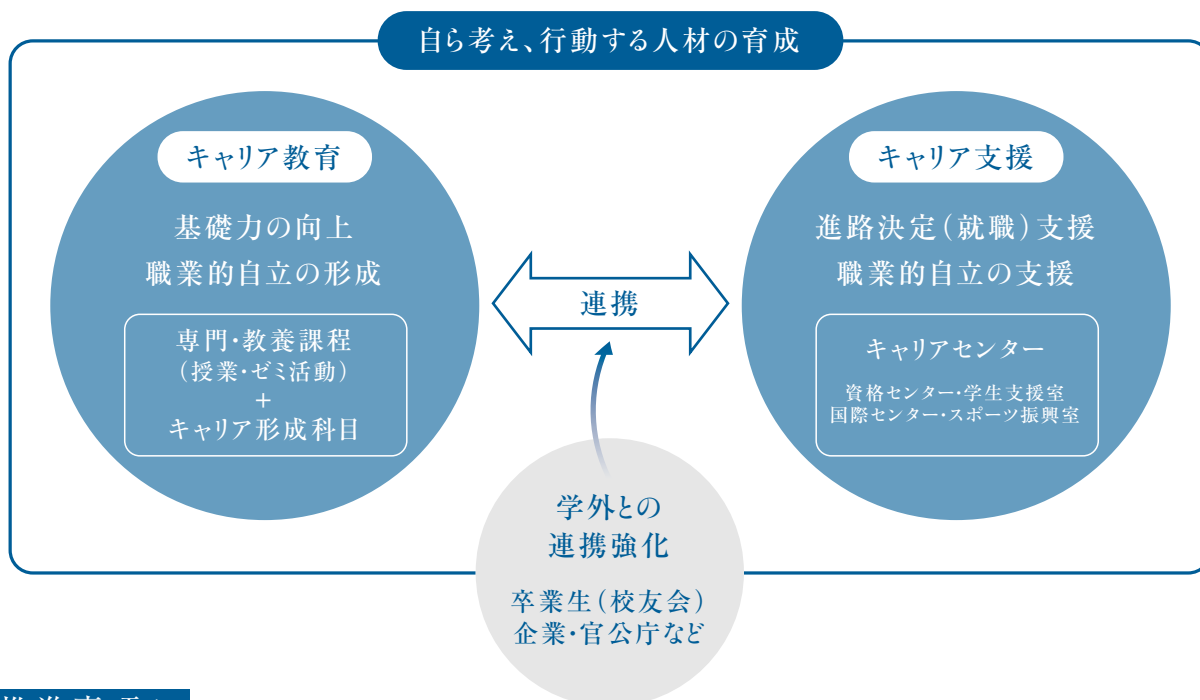 自ら考え、行動する人材の育成
キャリア教育
基礎力の向上
職業的自立の形成
専門・教養課程
(授業・ゼミ活動)
+
キャリア形成科目
連携
キャリア支援
進路決定(就職)支援
職業的自立の支援
キャリアセンター
資格センター・学生支援室
国際センター・スポーツ振興室
学外との
連携強化
卒業生(校友会)
企業・官公庁など